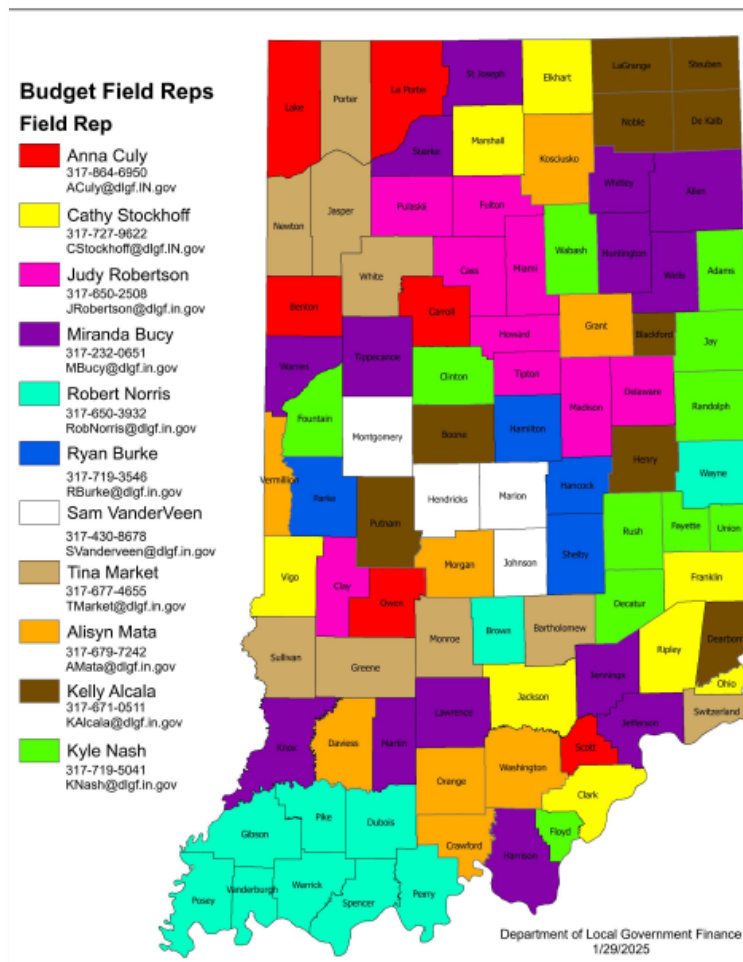 Budget Field Reps
Field Rep
Anna Culy
317-864-6950
ACuly@dlgf.IN.gov
Cathy Stockhoff
317-727-9622
CStockhoff@dlgf.IN.gov
Judy Robertson
317-650-2508
JRobertson@dlgf.in.gov
Miranda Bucy
317-232-0651
MBucy@dlgf.in.gov
Robert Norris
317-650-3932
RobNorris@dlgf.in.gov
Ryan Burke
317-719-3546
RBurke@dlgf.in.gov
Sam VanderVeen
317-430-8678
SVanderveen@dlgf.in.gov
Tina Market
317-677-4655
TMarket@dlgf.in.gov
Alisyn Mata
317-679-7242
AMata@dlgf.in.gov
Kelly Alcala
317-671-0511
KAlcala@dlgf.in.gov
Kyle Nash
317-719-5041
KNash@dlgf.in.gov
Lake
Porter
La Porte
St Joseph
Elkhart
LaGrange
Steuben
Noble
De Kalb
Starke
Marshall
Kosciusko
Whitley
Allen
Newton
Jasper
Pulaski
Fulton
Wabash
Huntington
Wells
Adams
White
Cass
Miami
Benton
Carroll
Howard
Grant
Blackford
Jay
Warren
Tippecanoe
Clinton
Tipton
Madison
Delaware
Randolph
Fountain
Montgomery
Boone
Hamilton
Henry
Wayne
Vermillion
Parke
Putnam
Hendricks
Marion
Hancock
Rush
Fayette
Union
Vigo
Clay
Owen
Morgan
Johnson
Shelby
Decatur
Franklin
Sullivan
Greene
Monroe
Brown
Bartholomew
Ripley
Dearborn
Ohio
Jennings
Jackson
Lawrence
Switzerland
Jefferson
Knox
Daviess
Martin
Orange
Washington
Scott
Clark
Gibson
Pike
Dubois
Crawford
Harrison
Floyd
Posey
Vanderburgh
Warrick
Spencer
Perry
Department of Local Government Finance
1/29/2025